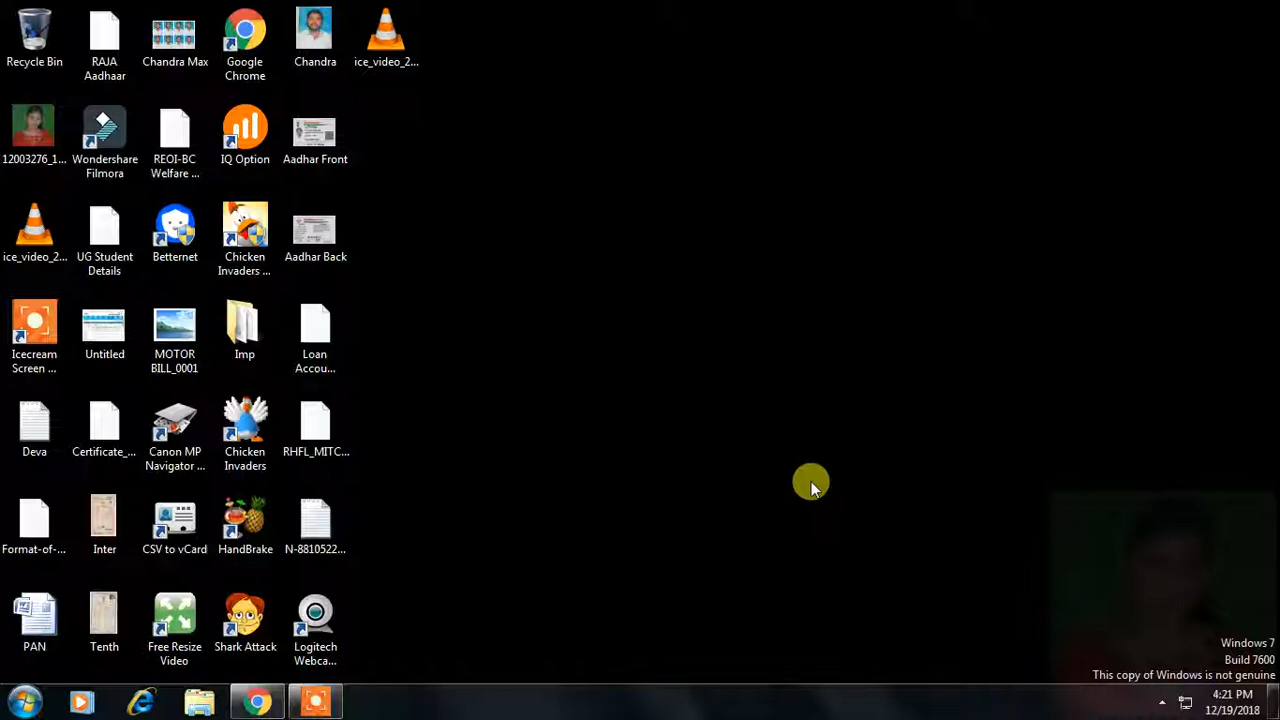 Recycle Bin
RAJA
Aadhaar
Chandra Max
Google
Chrome
Chandra
ice_video_2...
12003276_1...
Wondershare
Filmora
REOI-BC
Welfare ...
IQ Option
Aadhar Front
ice_video_2...
UG Student
Details
Betternet
Chicken
Invaders ...
Aadhar Back
Icecream
Screen ...
Untitled
MOTOR
BILL_0001
Imp
Loan
Accou...
Deva
Certificate_...
Canon MP
Navigator ...
Chicken
Invaders
RHFL_MITC...
Format-of-...
Inter
CSV to vCard
HandBrake
N-8810522...
PAN
Tenth
Free Resize
Video
Shark Attack
Logitech
Webca...
Windows 7
Build 7600
This copy of Windows is not genuine
4:21 PM
12/19/2018